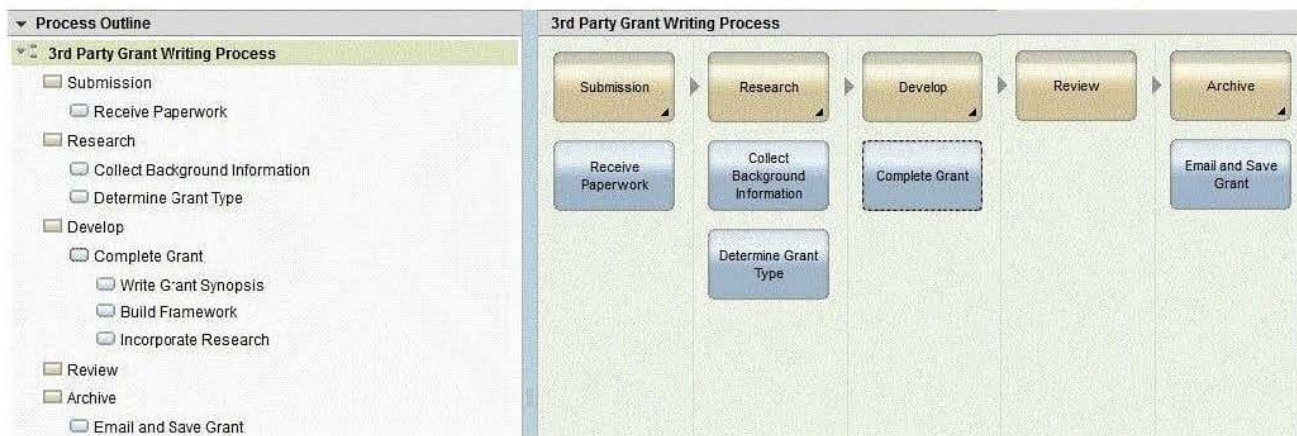 Process Outline
3rd Party Grant Writing Process
Submission
Receive Paperwork
Research
Collect Background Information
Determine Grant Type
Develop
Complete Grant
Write Grant Synopsis
Build Framework
Incorporate Research
Review
Archive
Email and Save Grant
3rd Party Grant Writing Process
Submission
Research
Develop
Review
Archive
Receive
Paperwork
Collect
Background
Information
Complete Grant
Email and Save
Grant
Determine Grant
Type